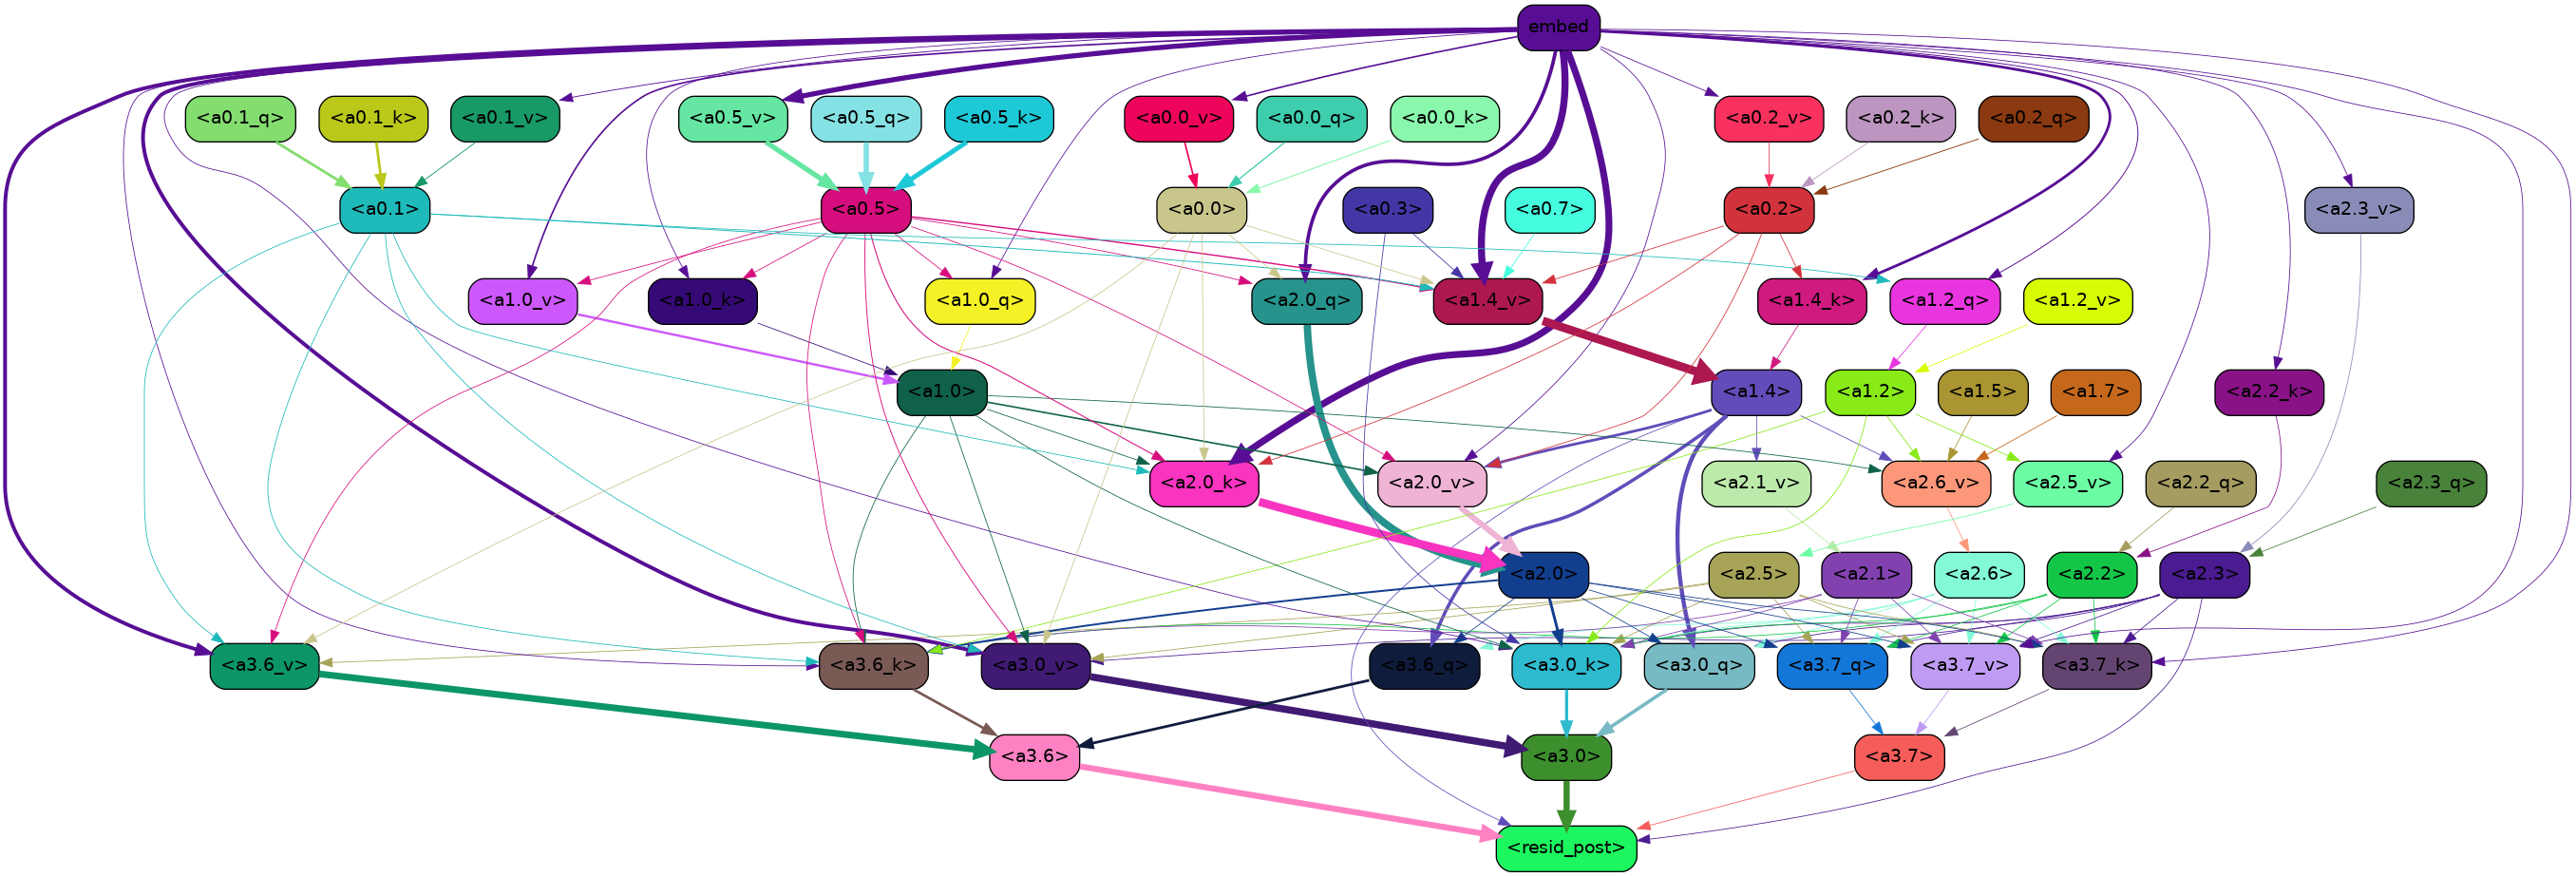 embed
<a0.1_q> <a0.1_k> <a0.1_v> <a0.5_v> <a0.5_q> <a0.5_k> <a0.0_v> <a0.0_q> <a0.0_k> <a0.2_v> <a0.2_k> <a0.2_q>
<a0.1> <a0.5> <a0.0> <a0.3> <a0.7> <a0.2> <a2.3_v>
<a1.0_v> <a1.0_k> <a1.0_q> <a2.0_q> <a1.4_v> <a1.4_k> <a1.2_q> <a1.2_v>
<a1.0> <a1.4> <a1.2> <a1.5> <a1.7> <a2.2_k>
<a2.0_k> <a2.0_v> <a2.1_v> <a2.6_v> <a2.5_v> <a2.2_q> <a2.3_q>
<a2.0> <a2.5> <a2.1> <a2.6> <a2.2> <a2.3>
<a3.6_v> <a3.6_k> <a3.0_v> <a3.6_q> <a3.0_k> <a3.0_q> <a3.7_q> <a3.7_v> <a3.7_k>
<a3.6> <a3.0> <a3.7>
<resid_post>